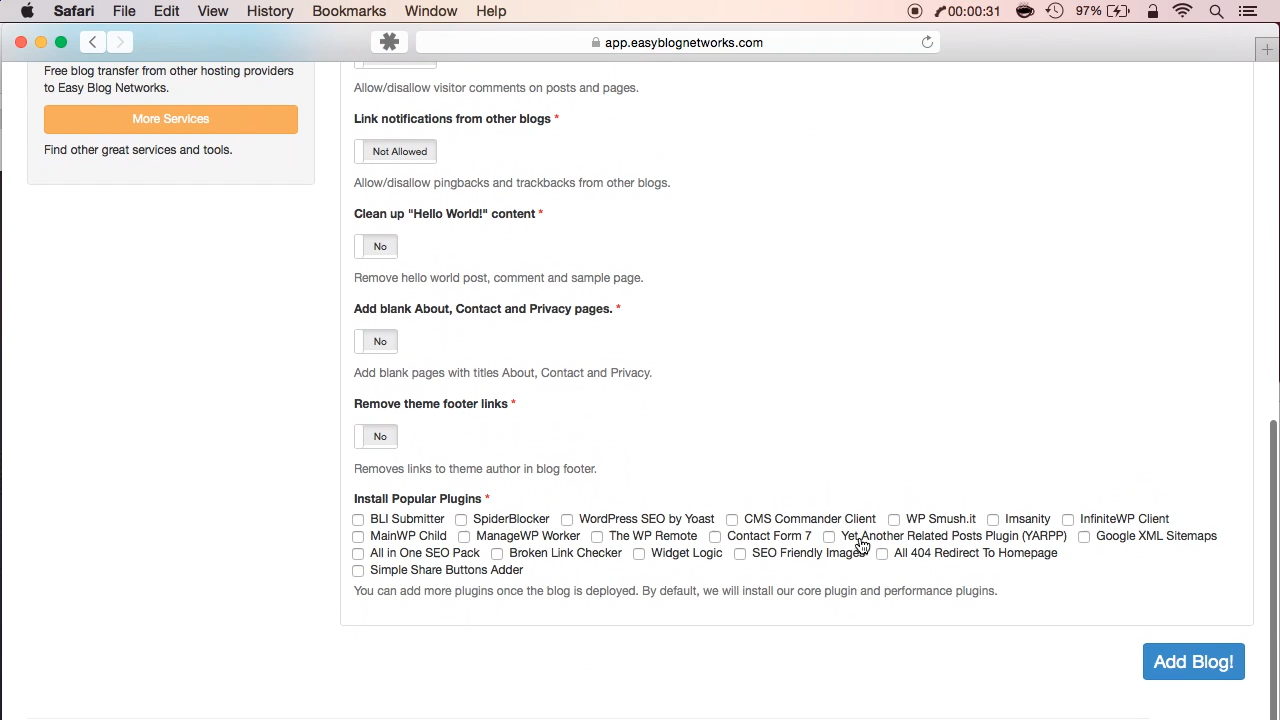 Safari File Edit View History Bookmarks Window Help 00:00:31 97%
app.easyblognetworks.com
Free blog transfer from other hosting providers
to Easy Blog Networks.
More Services
Find other great services and tools.
Allow/disallow visitor comments on posts and pages.
Link notifications from other blogs *
Not Allowed
Allow/disallow pingbacks and trackbacks from other blogs.
Clean up "Hello World!" content *
No
Remove hello world post, comment and sample page.
Add blank About, Contact and Privacy pages. *
No
Add blank pages with titles About, Contact and Privacy.
Remove theme footer links *
No
Removes links to theme author in blog footer.
Install Popular Plugins *
BLI Submitter SpiderBlocker WordPress SEO by Yoast CMS Commander Client WP Smush.it Imsanity InfiniteWP Client
MainWP Child ManageWP Worker The WP Remote Contact Form 7 Yet Another Related Posts Plugin (YARPP) Google XML Sitemaps
All in One SEO Pack Broken Link Checker Widget Logic SEO Friendly Images All 404 Redirect To Homepage
Simple Share Buttons Adder
You can add more plugins once the blog is deployed. By default, we will install our core plugin and performance plugins.
Add Blog!